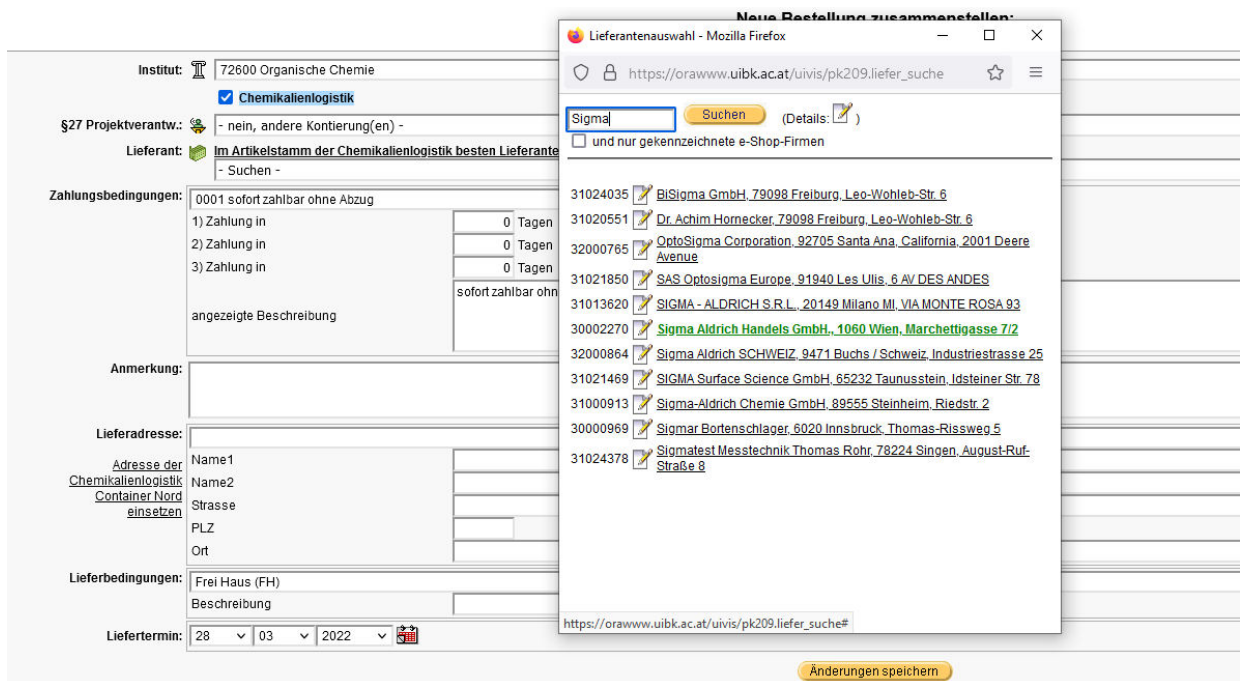 Neue Bestellung zusammenstellen:
Institut:
72600 Organische Chemie
Chemikalienlogistik
§27 Projektverantw.:
- nein, andere Kontierung(en) -
Lieferant:
Im Artikelstamm der Chemikalienlogistik besten Lieferante
- Suchen -
Zahlungsbedingungen:
0001 sofort zahlbar ohne Abzug
1) Zahlung in 0 Tagen
2) Zahlung in 0 Tagen
3) Zahlung in 0 Tagen
angezeigte Beschreibung
sofort zahlbar ohn
Anmerkung:
Lieferadresse:
Adresse der
Chemikalienlogistik
Container Nord
einsetzen
Name1
Name2
Strasse
PLZ
Ort
Lieferbedingungen:
Frei Haus (FH)
Beschreibung
Liefertermin:
28 03 2022
Änderungen speichern
Lieferantenauswahl - Mozilla Firefox
https://orawww.uibk.ac.at/uivis/pk209.liefer_suche
Sigma Suchen (Details: )
und nur gekennzeichnete e-Shop-Firmen
31024035 BiSigma GmbH, 79098 Freiburg, Leo-Wohleb-Str. 6
31020551 Dr. Achim Hornecker, 79098 Freiburg, Leo-Wohleb-Str. 6
32000765 OptoSigma Corporation, 92705 Santa Ana, California, 2001 Deere
Avenue
31021850 SAS Optosigma Europe, 91940 Les Ulis, 6 AV DES ANDES
31013620 SIGMA - ALDRICH S.R.L., 20149 Milano MI, VIA MONTE ROSA 93
30002270 Sigma Aldrich Handels GmbH., 1060 Wien, Marchettigasse 7/2
32000864 Sigma Aldrich SCHWEIZ, 9471 Buchs / Schweiz, Industriestrasse 25
31021469 SIGMA Surface Science GmbH, 65232 Taunusstein, Idsteiner Str. 78
31000913 Sigma-Aldrich Chemie GmbH, 89555 Steinheim, Riedstr. 2
30000969 Sigmar Bortenschlager, 6020 Innsbruck, Thomas-Rissweg 5
31024378 Sigmatest Messtechnik Thomas Rohr, 78224 Singen, August-Ruf-
Straße 8
https://orawww.uibk.ac.at/uivis/pk209.liefer_suche#